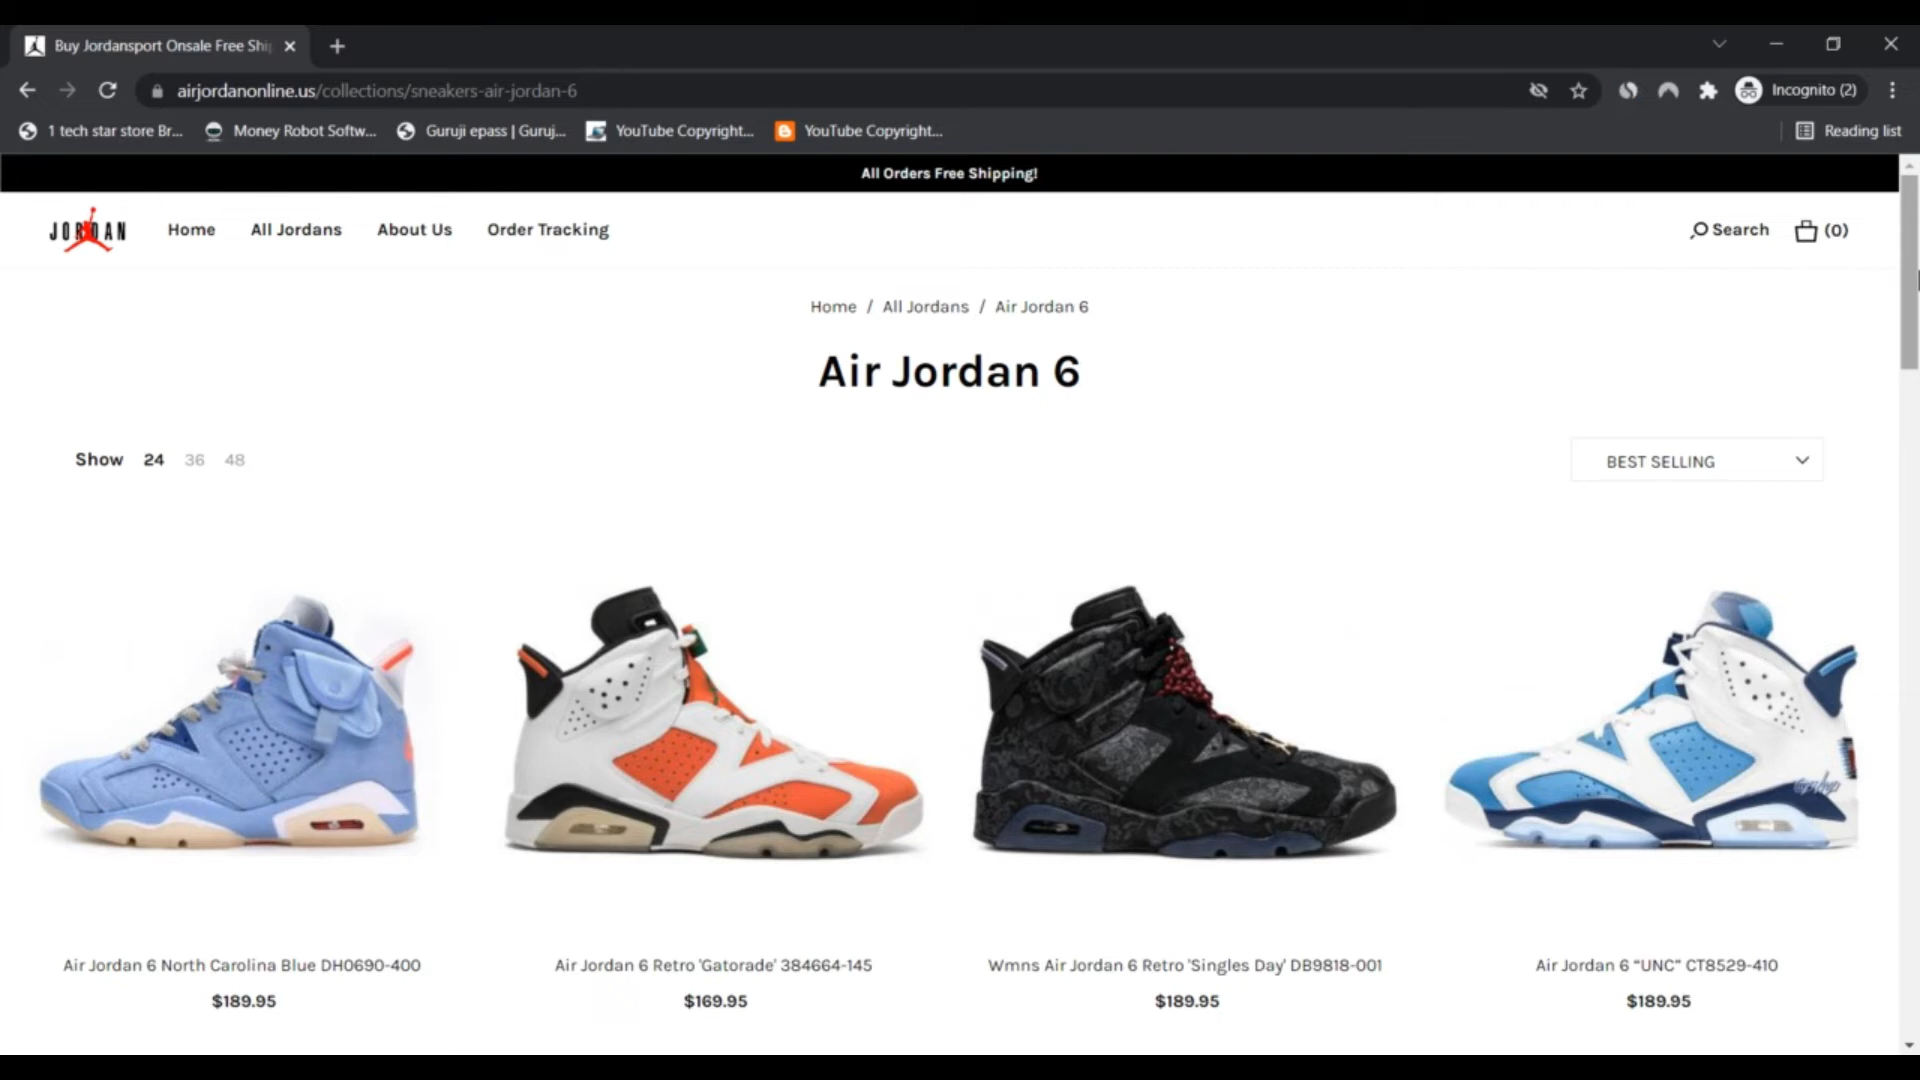 Buy Jordansport Onsale Free Shi
airjordanonline.us/collections/sneakers-air-jordan-6
Incognito (2)
1 tech star store Br...
Money Robot Softw...
Guruji epass | Guruj...
YouTube Copyright...
YouTube Copyright...
Reading list
All Orders Free Shipping!
JORDAN
Home
All Jordans
About Us
Order Tracking
Search
(0)
Home / All Jordans / Air Jordan 6
Air Jordan 6
Show 24 36 48
BEST SELLING
Air Jordan 6 North Carolina Blue DH0690-400
$189.95
Air Jordan 6 Retro 'Gatorade' 384664-145
$169.95
Wmns Air Jordan 6 Retro 'Singles Day' DB9818-001
$189.95
Air Jordan 6 “UNC” CT8529-410
$189.95